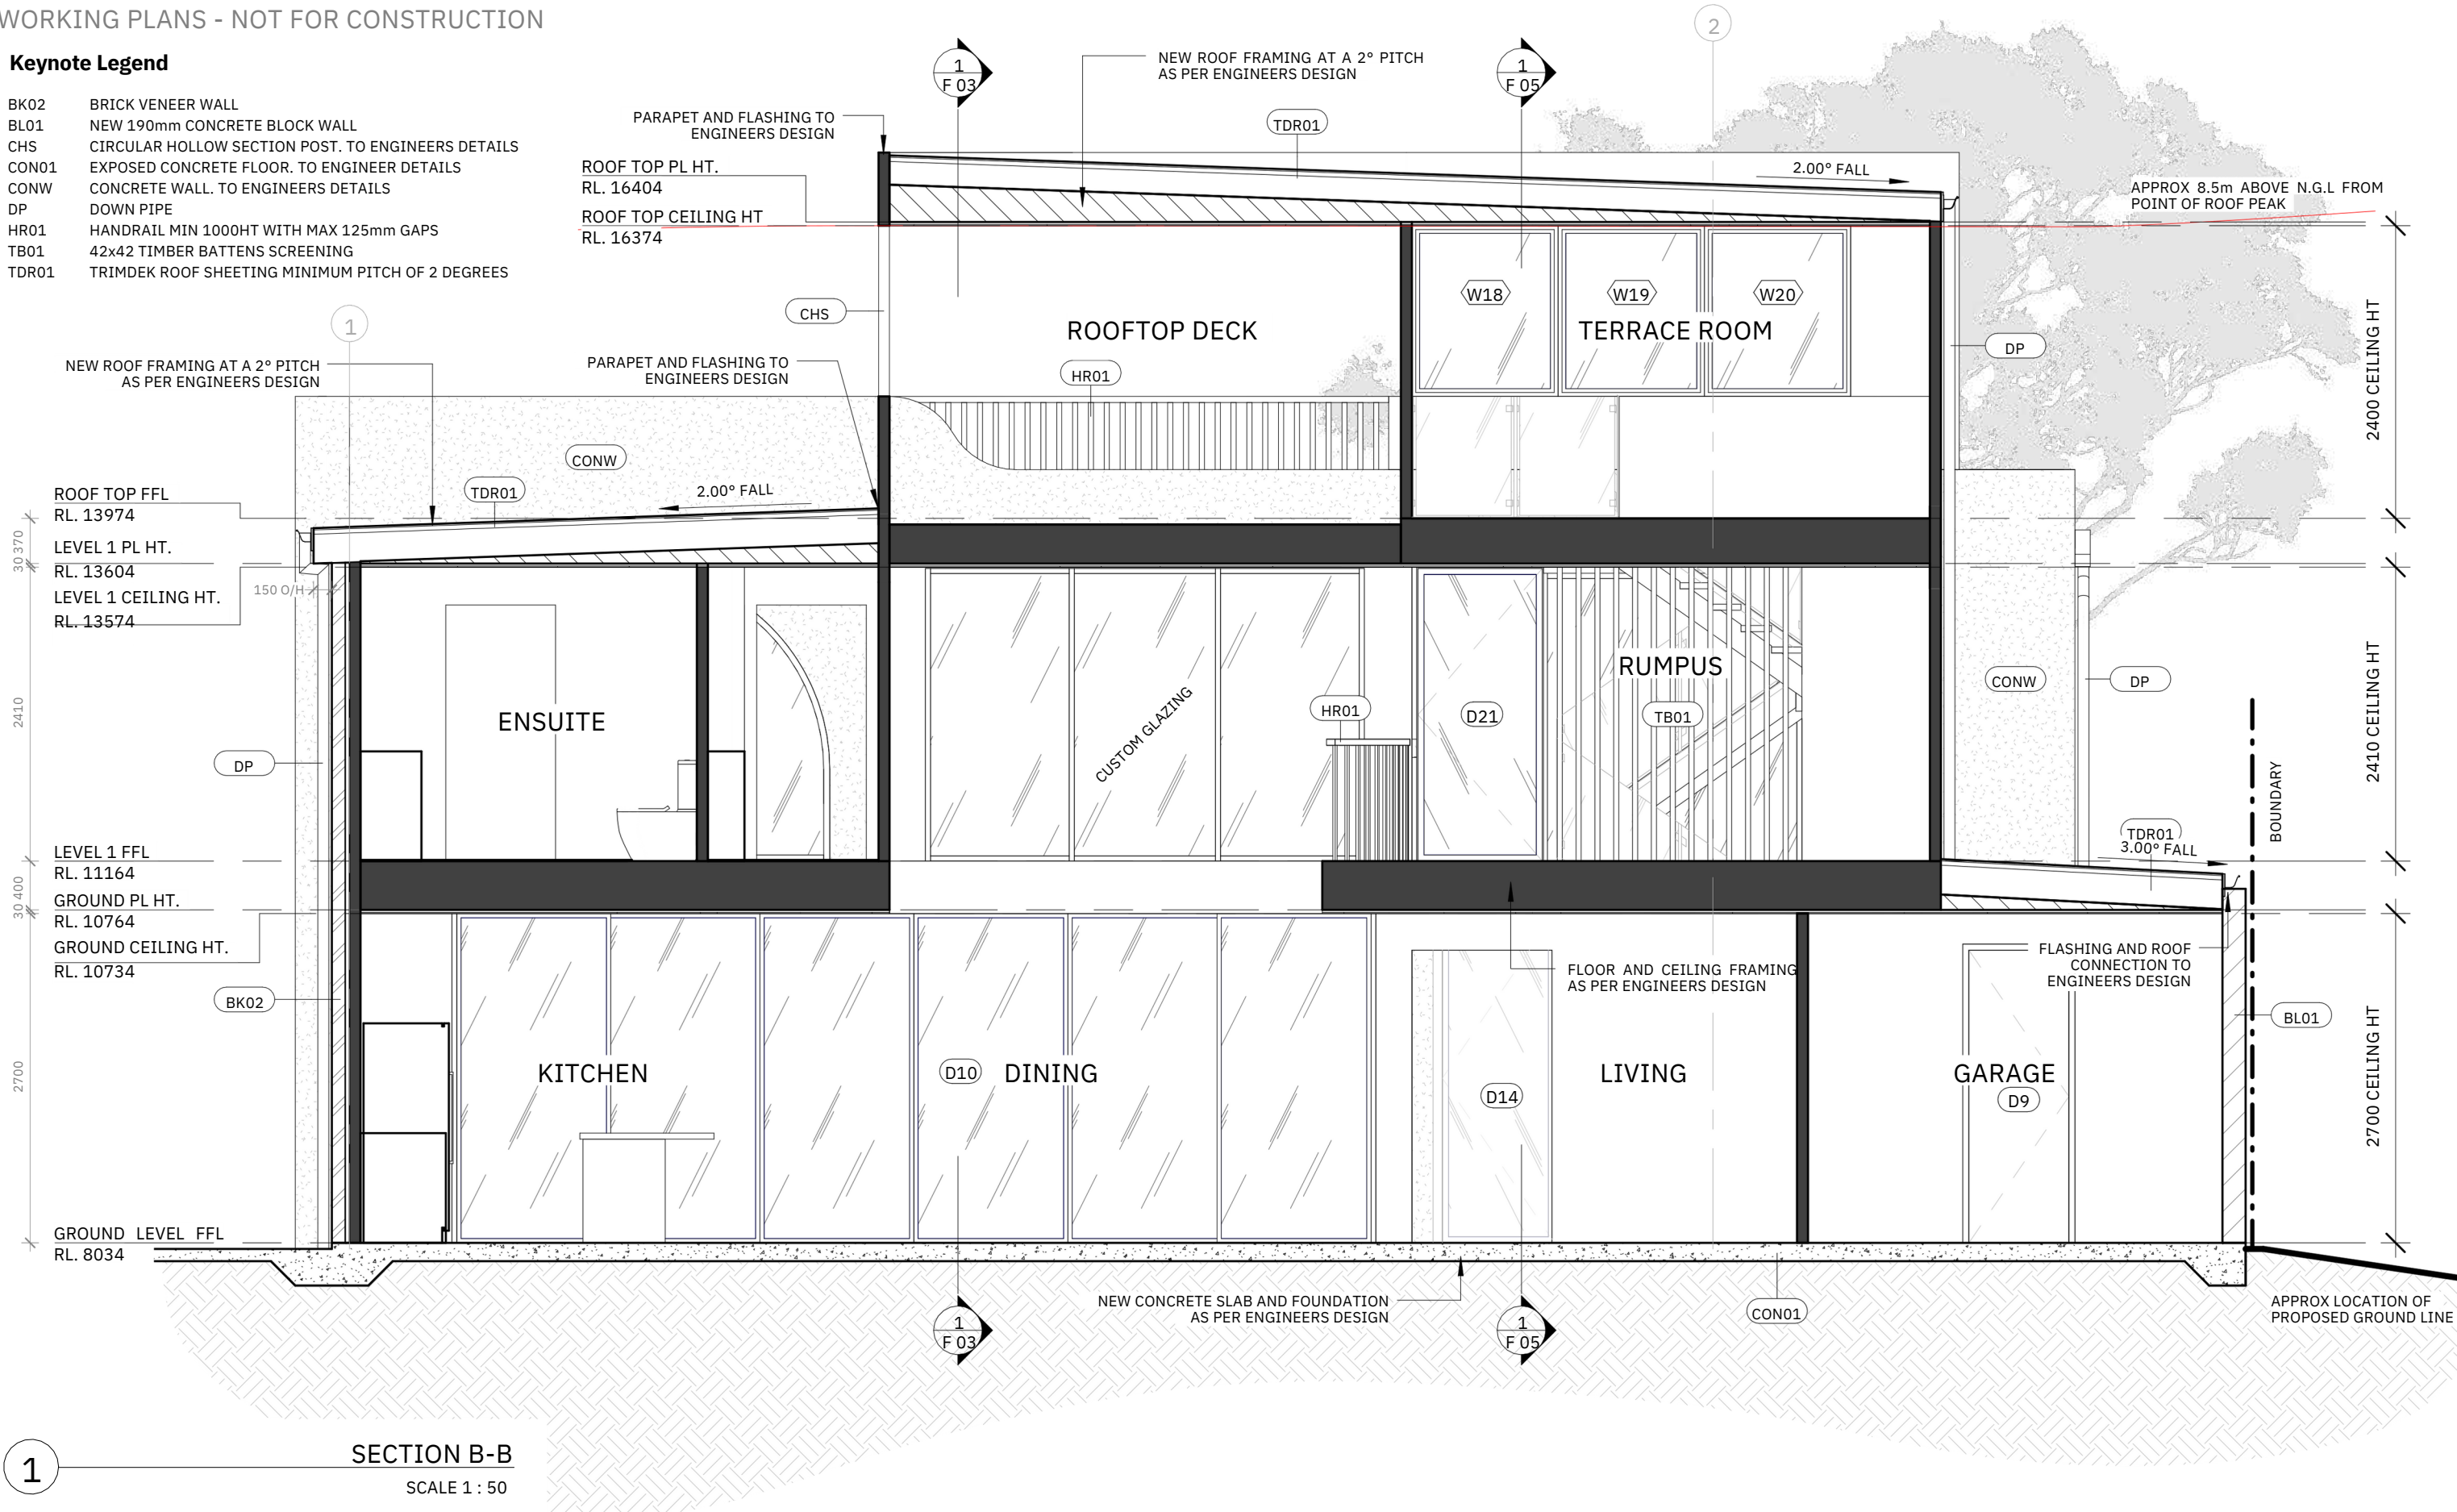 WORKING PLANS - NOT FOR CONSTRUCTION
Keynote Legend
BK02 BRICK VENEER WALL
BL01 NEW 190mm CONCRETE BLOCK WALL
CHS CIRCULAR HOLLOW SECTION POST. TO ENGINEERS DETAILS
CON01 EXPOSED CONCRETE FLOOR. TO ENGINEER DETAILS
CONW CONCRETE WALL. TO ENGINEERS DETAILS
DP DOWN PIPE
HR01 HANDRAIL MIN 1000HT WITH MAX 125mm GAPS
TB01 42x42 TIMBER BATTENS SCREENING
TDR01 TRIMDEK ROOF SHEETING MINIMUM PITCH OF 2 DEGREES
1
F 03
NEW ROOF FRAMING AT A 2° PITCH
AS PER ENGINEERS DESIGN
1
F 05
2
PARAPET AND FLASHING TO
ENGINEERS DESIGN
TDR01
ROOF TOP PL HT.
RL. 16404
ROOF TOP CEILING HT
RL. 16374
2.00° FALL
APPROX 8.5m ABOVE N.G.L FROM
POINT OF ROOF PEAK
W18
W19
W20
CHS
ROOFTOP DECK
TERRACE ROOM
DP
2400 CEILING HT
1
NEW ROOF FRAMING AT A 2° PITCH
AS PER ENGINEERS DESIGN
PARAPET AND FLASHING TO
ENGINEERS DESIGN
HR01
CONW
TDR01
2.00° FALL
ROOF TOP FFL
RL. 13974
LEVEL 1 PL HT.
RL. 13604
LEVEL 1 CEILING HT.
RL. 13574
30 370
150 O/H
2410
ENSUITE
CUSTOM GLAZING
HR01
D21
RUMPUS
TB01
CONW
DP
2410 CEILING HT
DP
BOUNDARY
TDR01
3.00° FALL
LEVEL 1 FFL
RL. 11164
GROUND PL HT.
RL. 10764
GROUND CEILING HT.
RL. 10734
30 400
BK02
FLOOR AND CEILING FRAMING
AS PER ENGINEERS DESIGN
FLASHING AND ROOF
CONNECTION TO
ENGINEERS DESIGN
BL01
2700
KITCHEN
D10
DINING
D14
LIVING
GARAGE
D9
2700 CEILING HT
GROUND LEVEL FFL
RL. 8034
NEW CONCRETE SLAB AND FOUNDATION
AS PER ENGINEERS DESIGN
CON01
APPROX LOCATION OF
PROPOSED GROUND LINE
1
F 03
1
F 05
1
SECTION B-B
SCALE 1 : 50